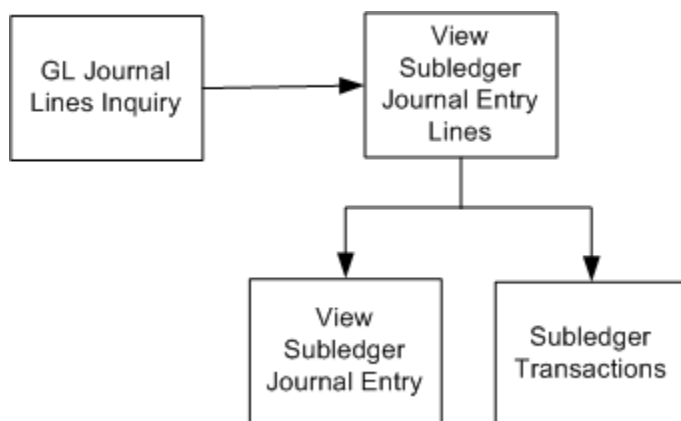 GL Journal
Lines Inquiry
View
Subledger
Journal Entry
Lines
View
Subledger
Journal Entry
Subledger
Transactions